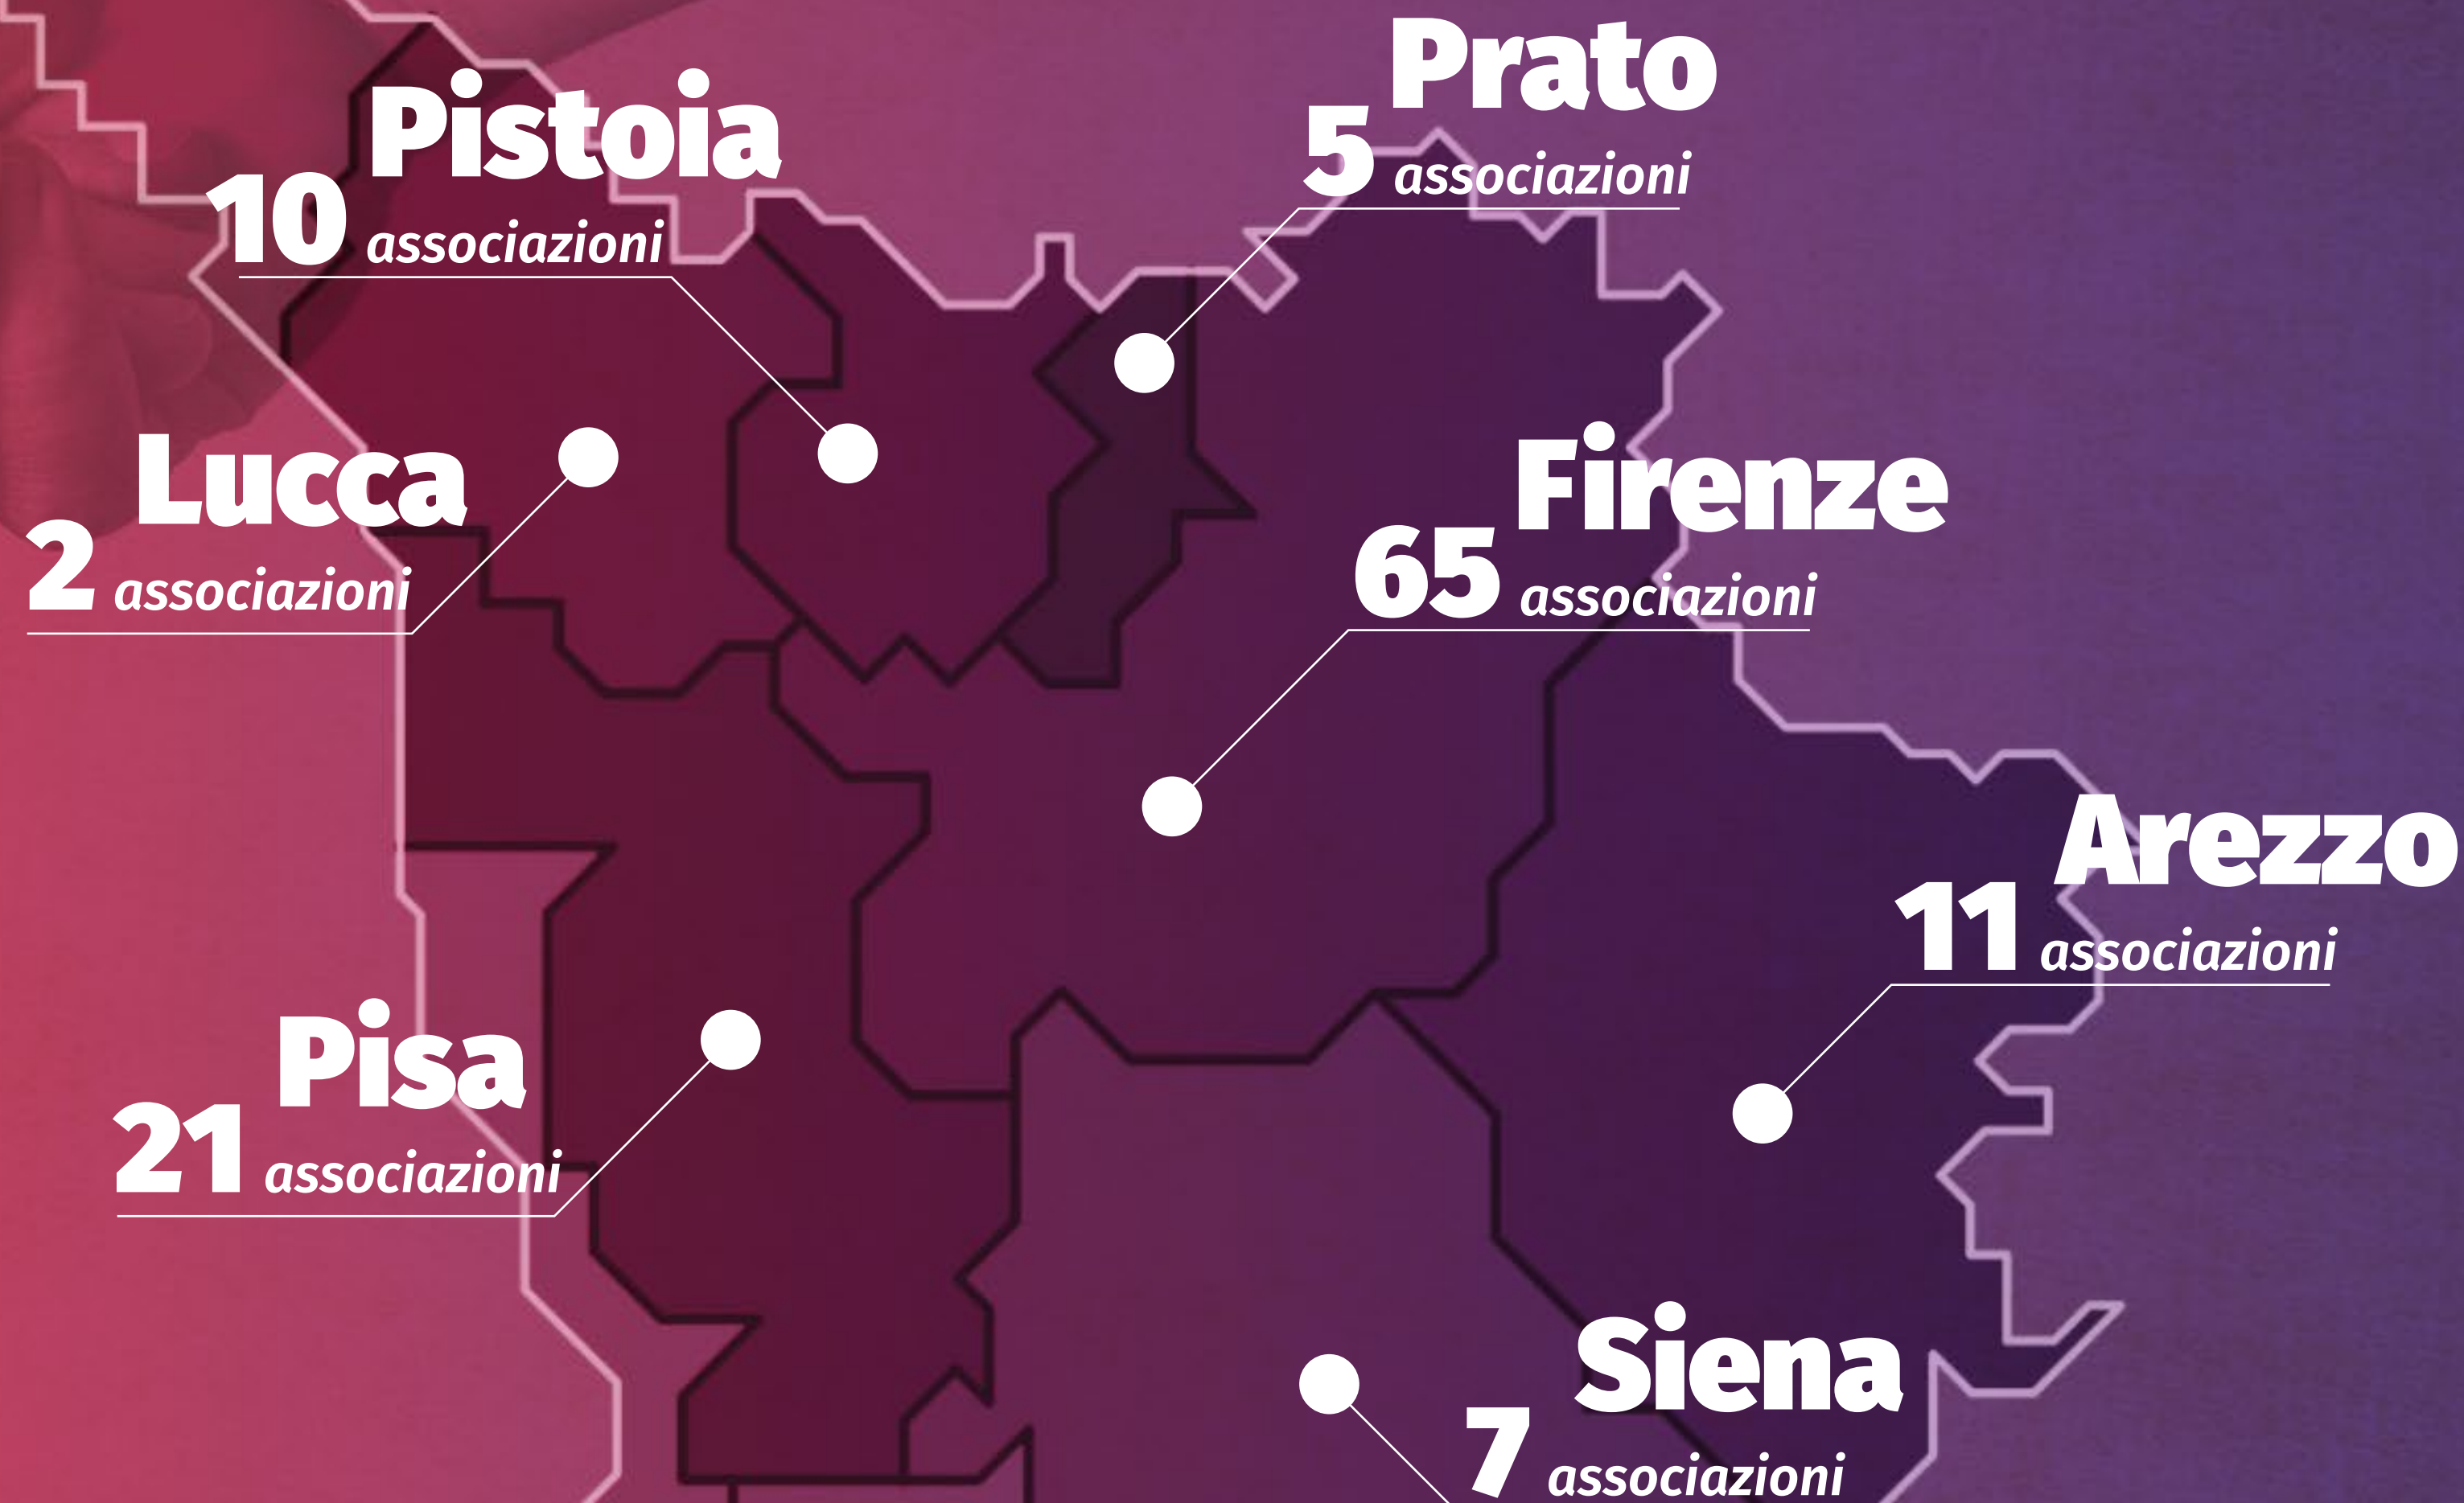 Prato
5 associazioni
Pistoia
10 associazioni
Lucca
2 associazioni
Firenze
65 associazioni
Arezzo
11 associazioni
Pisa
21 associazioni
Siena
7 associazioni